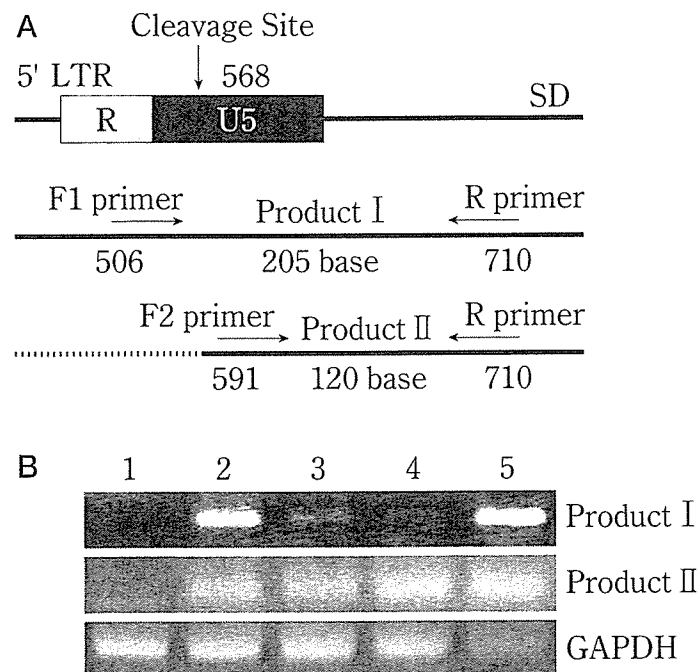 A
Cleavage Site
5' LTR 568
SD
R U5
F1 primer Product Ⅰ R primer
506 205 base 710
F2 primer Product Ⅱ R primer
591 120 base 710
B 1 2 3 4 5
Product Ⅰ
Product Ⅱ
GAPDH